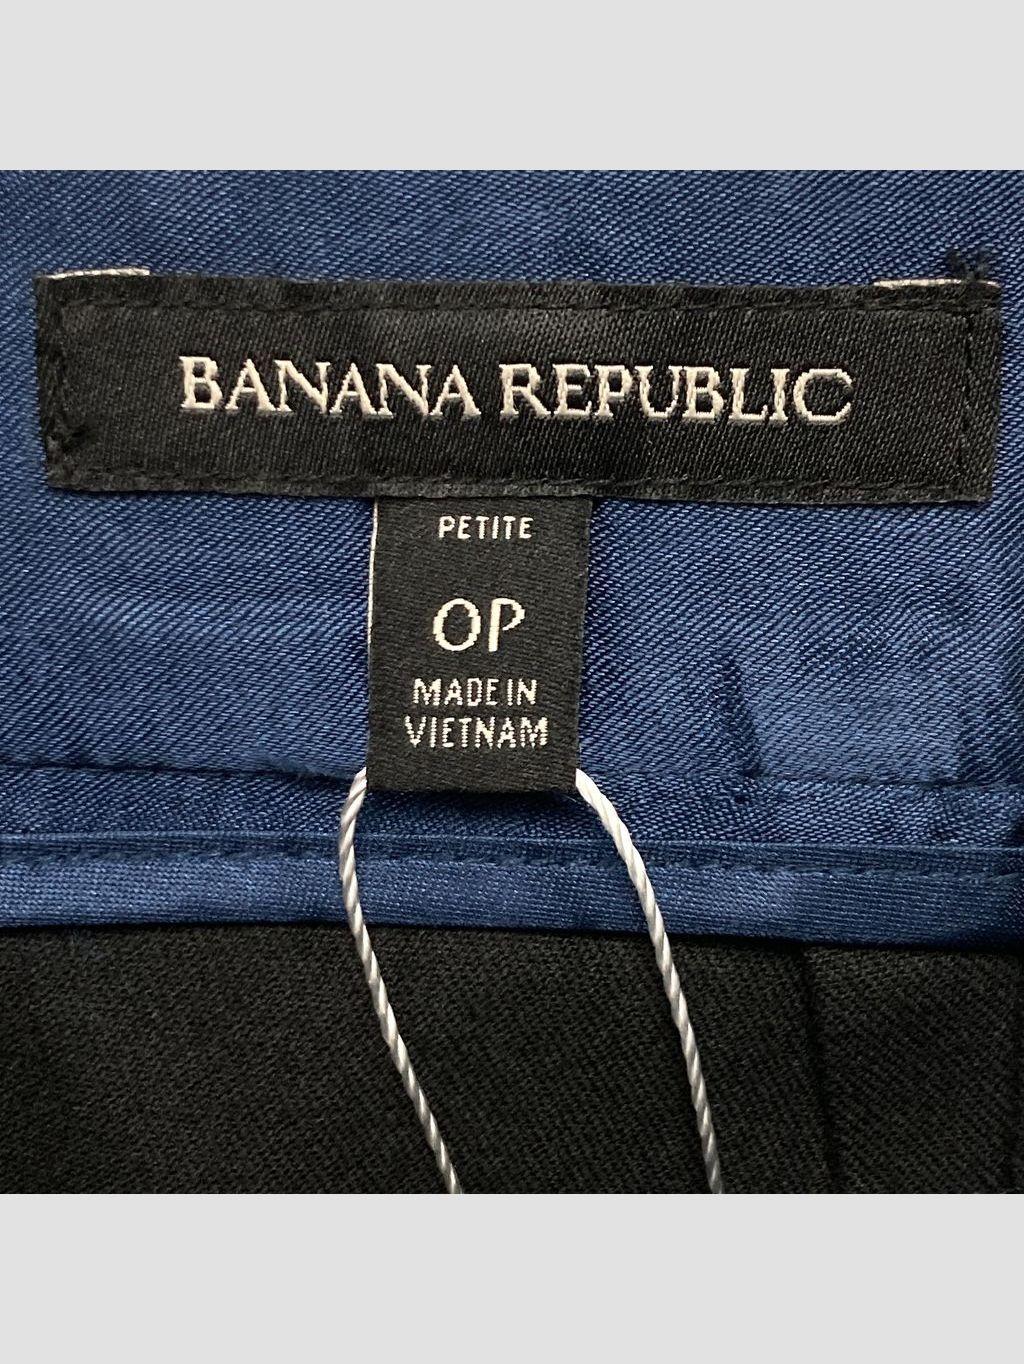 BANANA REPUBLIC
PETITE
0P
MADE IN
VIETNAM